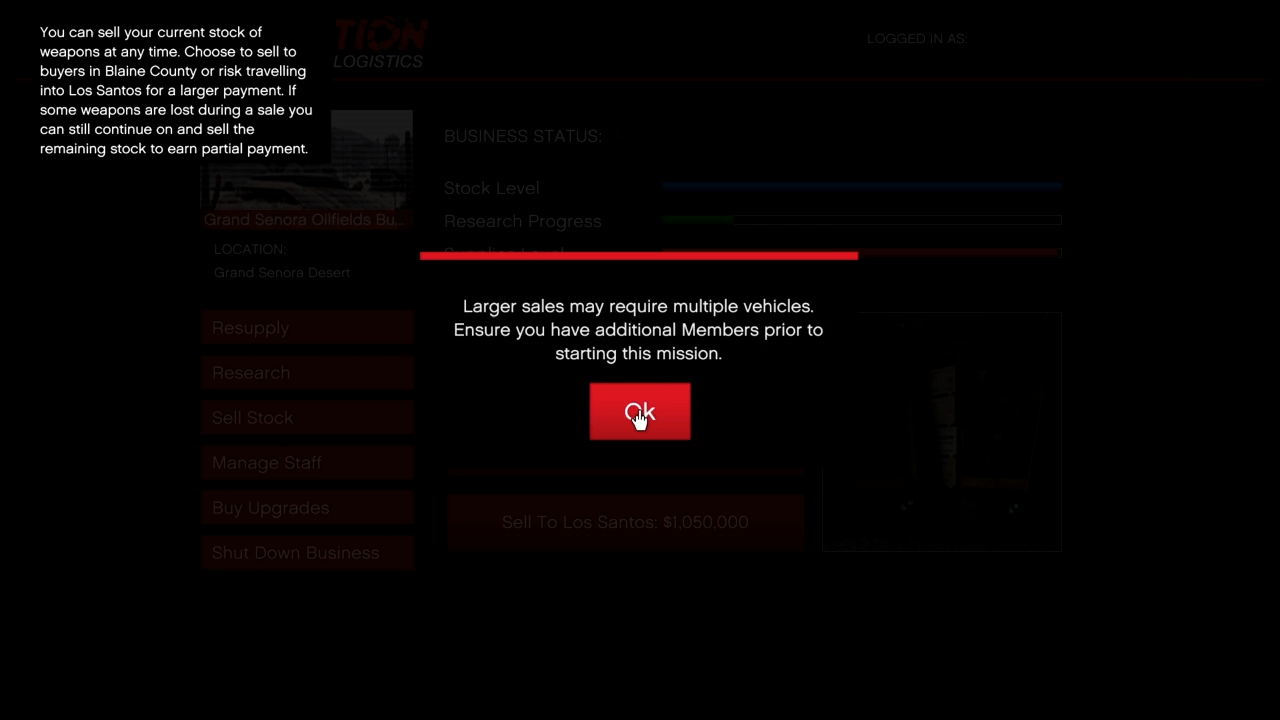 You can sell your current stock of
weapons at any time. Choose to sell to
buyers in Blaine County or risk travelling
into Los Santos for a larger payment. If
some weapons are lost during a sale you
can still continue on and sell the
remaining stock to earn partial payment.
TION
LOGISTICS
LOGGED IN AS:
Grand Senora Oilfields Bu...
LOCATION:
Grand Senora Desert
BUSINESS STATUS:
Stock Level
Research Progress
Larger sales may require multiple vehicles.
Ensure you have additional Members prior to
starting this mission.
Ok
Resupply
Research
Sell Stock
Manage Staff
Buy Upgrades
Shut Down Business
Sell To Los Santos: $1,050,000